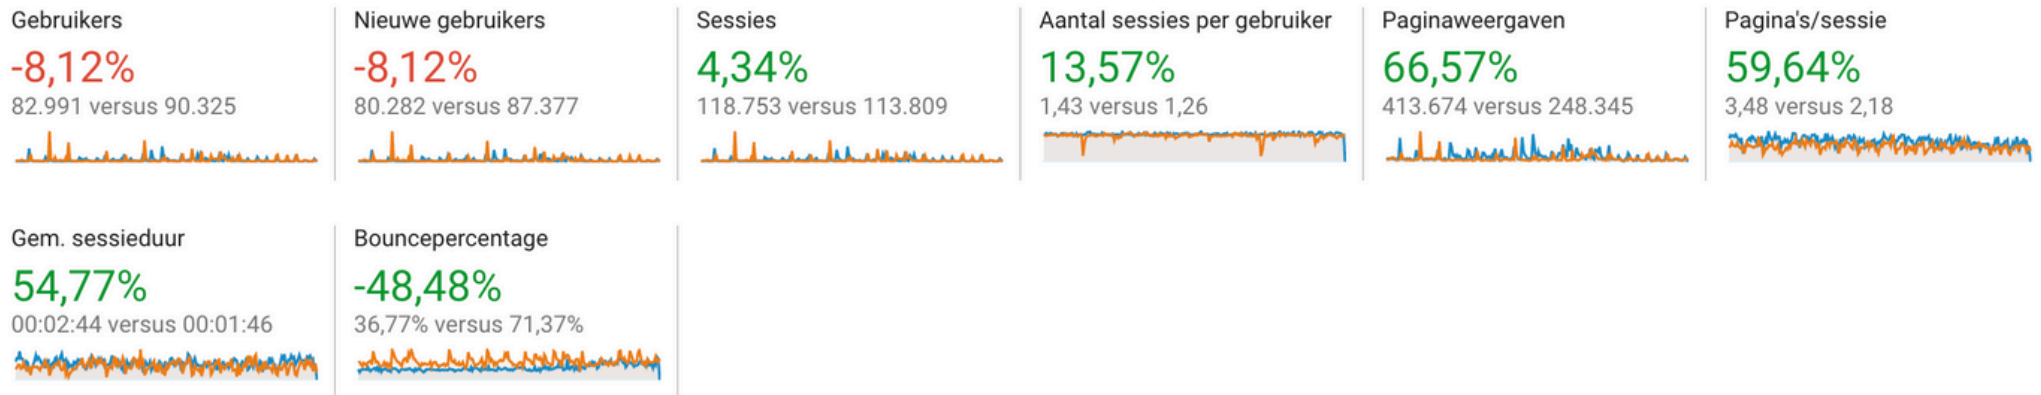 Gebruikers
-8,12%
82.991 versus 90.325
Nieuwe gebruikers
-8,12%
80.282 versus 87.377
Sessies
4,34%
118.753 versus 113.809
Aantal sessies per gebruiker
13,57%
1,43 versus 1,26
Paginaweergaven
66,57%
413.674 versus 248.345
Pagina's/sessie
59,64%
3,48 versus 2,18
Gem. sessieduur
54,77%
00:02:44 versus 00:01:46
Bouncepercentage
-48,48%
36,77% versus 71,37%